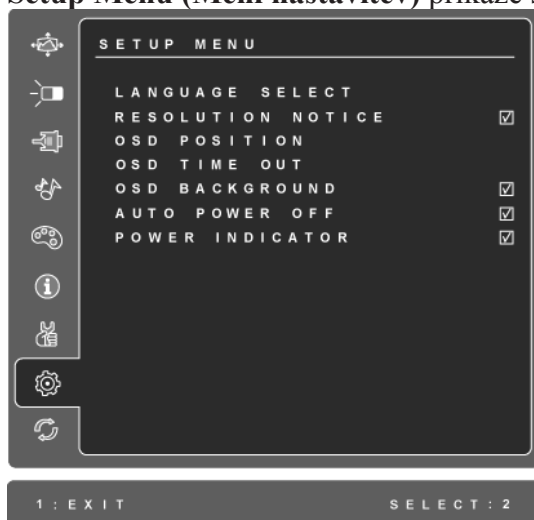 Setup Menu (Meni nastavitev) prikaže s
SETUP MENU
LANGUAGE SELECT
RESOLUTION NOTICE
OSD POSITION
OSD TIME OUT
OSD BACKGROUND
AUTO POWER OFF
POWER INDICATOR
1:EXIT SELECT:2